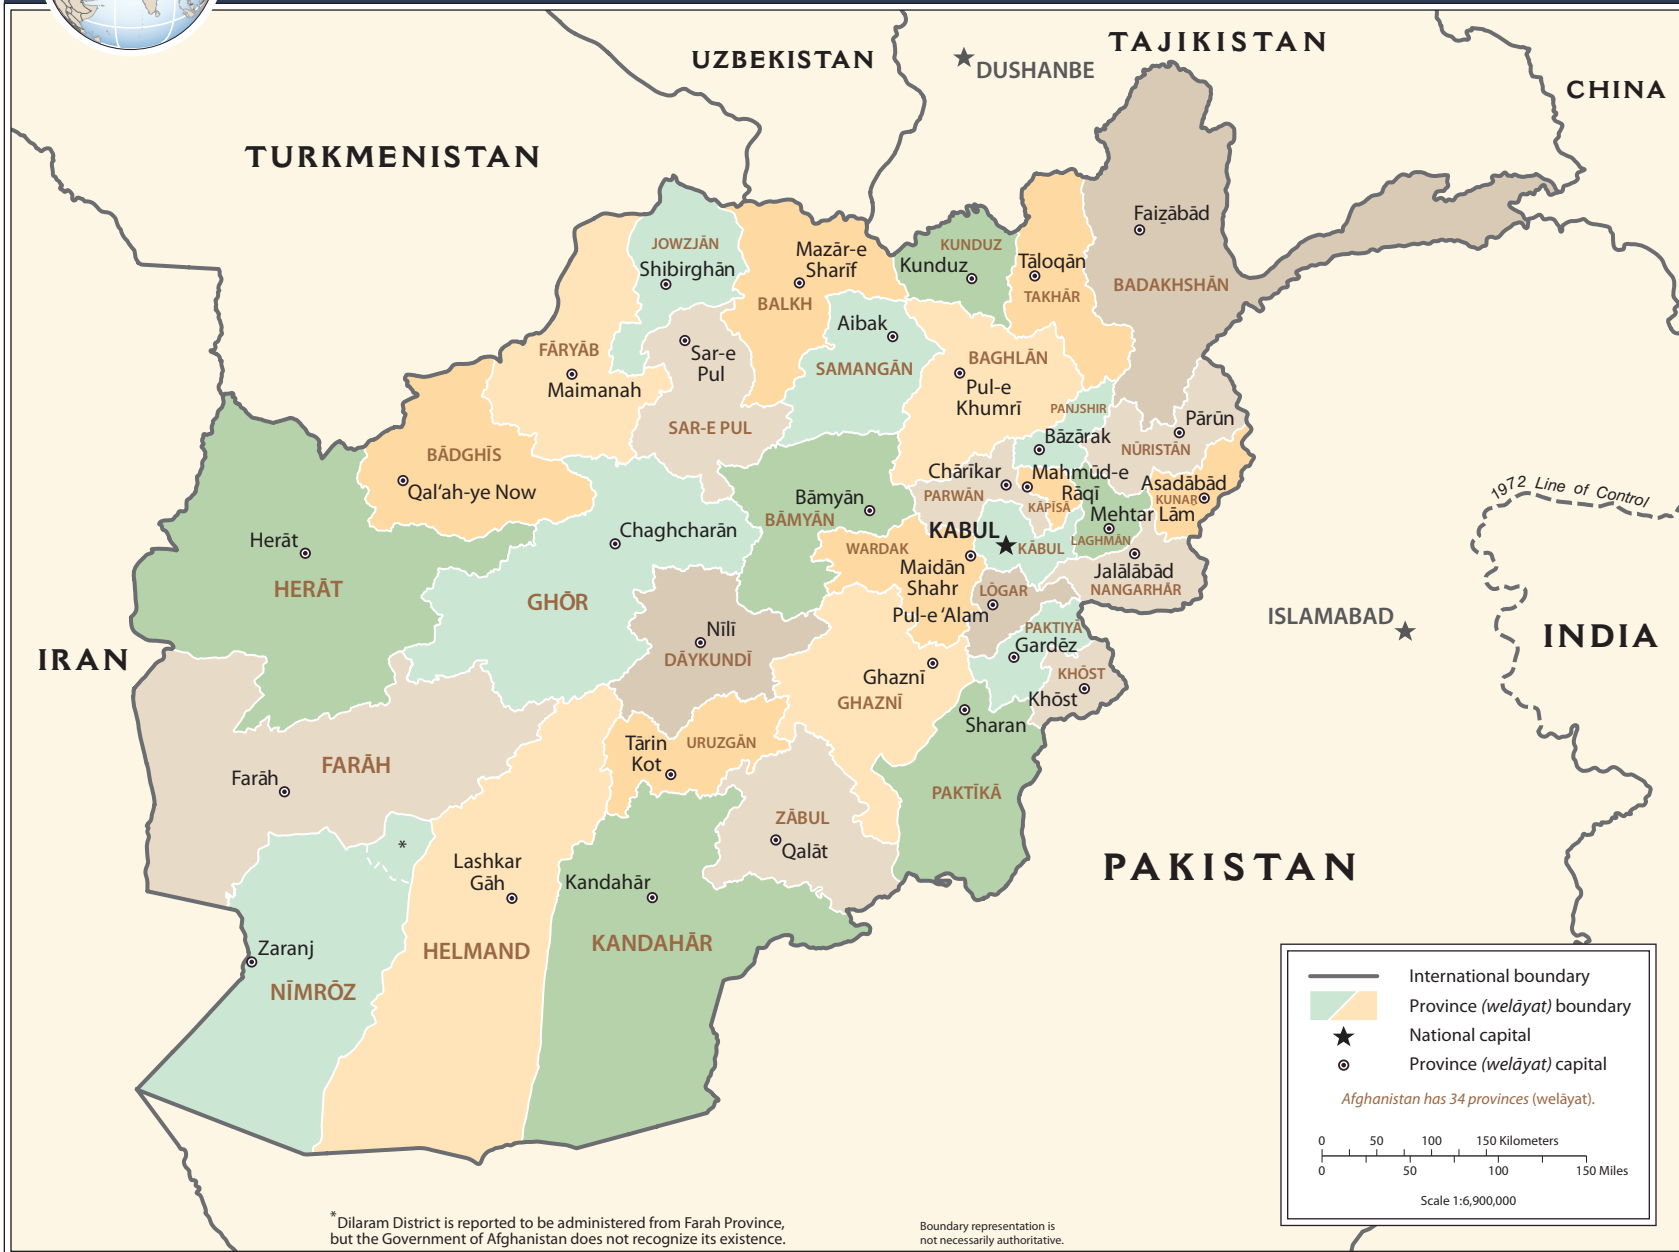 UZBEKISTAN
TAJIKISTAN
DUSHANBE
CHINA
TURKMENISTAN
Faiẕābād
JOWZJĀN
Shibirghān
Mazār-e
Sharīf
BALKH
KUNDUZ
Kunduz
Tāloqān
TAKHĀR
BADAKHSHĀN
Aibak
SAMANGĀN
FĀRYĀB
Maimanah
Sar-e
Pul
SAR-E PUL
BAGHLĀN
Pul-e
Khumrī
PANJSHIR
Bāzārak
Pārūn
NŪRISTĀN
BĀDGHĪS
Qal‘ah-ye Now
Chārīkar
PARWĀN
Mahmūd-e
Rāqī
KĀPĪSĀ
Asadābād
KUNAR
Mehtar Lām
LAGHMĀN
Bāmyān
BĀMYĀN
Chaghcharān
Herāt
HERĀT
GHŌR
WARDAK
KABUL
KĀBUL
Maidān
Shahr
Jalālābād
NANGARHĀR
LŌGAR
Pul-e ‘Alam
1972 Line of Control
ISLAMABAD
INDIA
IRAN
Nīlī
DĀYKUNDĪ
PAKTIYĀ
Gardēz
Ghaznī
GHAZNĪ
KHŌST
Khōst
Sharan
Tārin
Kot
URUZGĀN
FARĀH
Farāh
PAKTĪKĀ
ZĀBUL
Qalāt
*
Lashkar
Gāh
Kandahār
KANDAHĀR
HELMAND
Zaranj
NĪMRŌZ
PAKISTAN
International boundary
Province (welāyat) boundary
National capital
Province (welāyat) capital
Afghanistan has 34 provinces (welāyat).
0 50 100 150 Kilometers
0 50 100 150 Miles
Scale 1:6,900,000
*Dilaram District is reported to be administered from Farah Province,
but the Government of Afghanistan does not recognize its existence.
Boundary representation is
not necessarily authoritative.